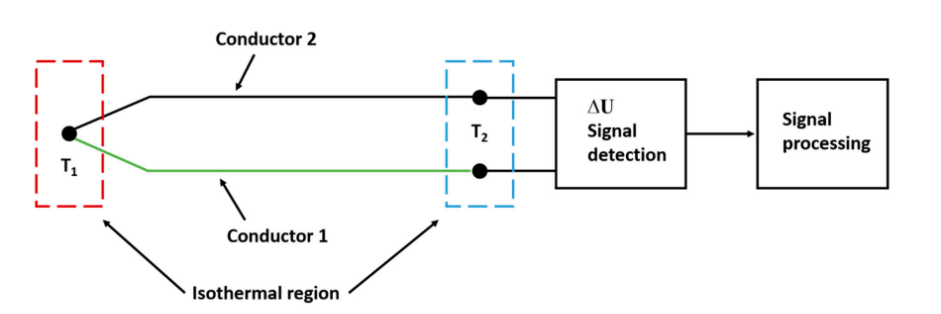 Conductor 2
ΔU
Signal
detection
Signal
processing
T₁
T₂
Conductor 1
Isothermal region